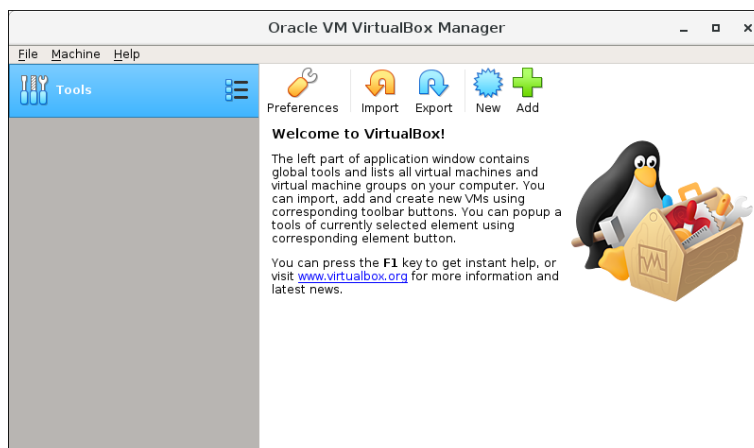 Oracle VM VirtualBox Manager
File Machine Help
Tools
Preferences Import Export New Add
Welcome to VirtualBox!
The left part of application window contains
global tools and lists all virtual machines and
virtual machine groups on your computer. You
can import, add and create new VMs using
corresponding toolbar buttons. You can popup a
tools of currently selected element using
corresponding element button.
You can press the F1 key to get instant help, or
visit www.virtualbox.org for more information and
latest news.